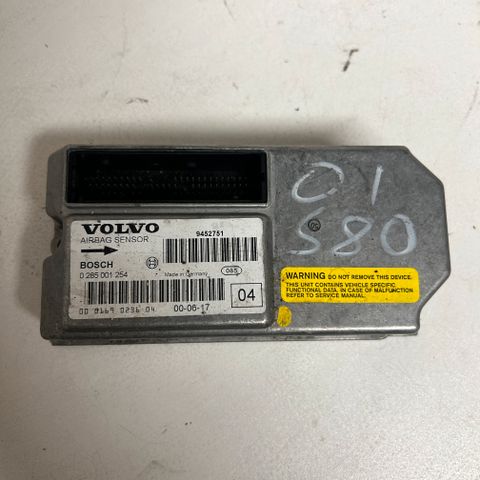 VOLVO
AIRBAG SENSOR
9452751
BOSCH
0 285 001 254
Made in Germany
085
04
00-06-17
01
S80
WARNING DO NOT REMOVE THIS DEVICE.
THIS UNIT CONTAINS VEHICLE SPECIFIC
FUNCTIONAL DATA. IN CASE OF MALFUNCTION
REFER TO SERVICE MANUAL.